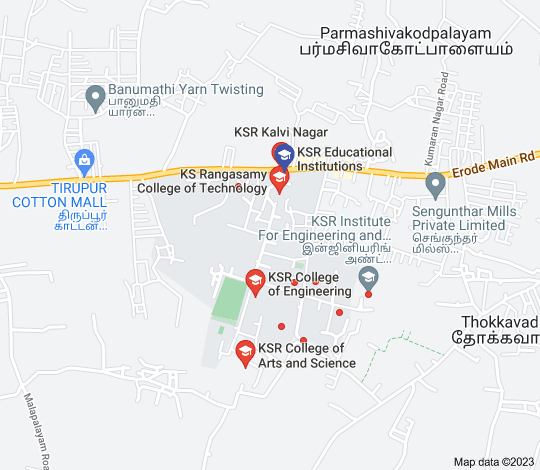 Parmashivakodpalayam
பர்மசிவாகோட்பாளையம்
Banumathi Yarn Twisting
பானுமதி
யார்ன்...
Kumaran Nagar Road
KSR Kalvi Nagar
KSR Educational
Institutions
Erode Main Rd
KS Rangasamy
College of Technology
TIRUPUR
COTTON MALL
திருப்பூர்
காட்டன்...
Sengunthar Mills
Private Limited
செங்குந்தர்
மில்ஸ்...
KSR Institute
For Engineering and...
இன்ஜினியரிங்
அண்ட்...
KSR College
of Engineering
Thokkavad
தோக்கவா
KSR College of
Arts and Science
Malapalayam Roa
Map data ©2023